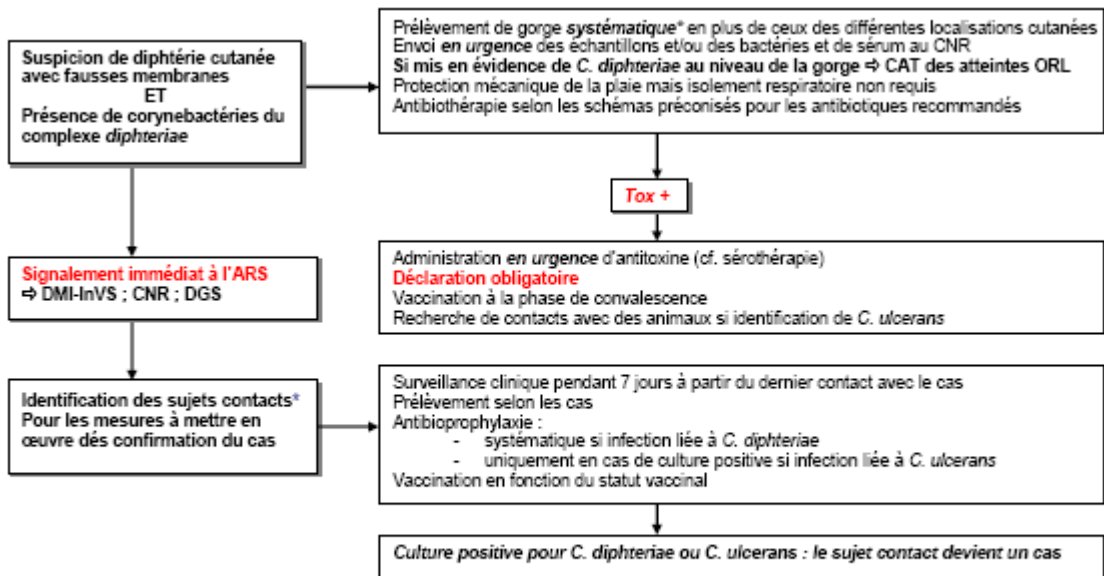 Suspicion de diphtérie cutanée
avec fausses membranes
ET
Présence de corynebactéries du
complexe diphteriae
Prélèvement de gorge systématique* en plus de ceux des différentes localisations cutanées
Envoi en urgence des échantillons et/ou des bactéries et de sérum au CNR
Si mis en évidence de C. diphteriae au niveau de la gorge ⇨ CAT des atteintes ORL
Protection mécanique de la plaie mais isolement respiratoire non requis
Antibiothérapie selon les schémas préconisés pour les antibiotiques recommandés
Tox +
Signalement immédiat à l'ARS
⇨ DMI-InVS ; CNR ; DGS
Administration en urgence d'antitoxine (cf. sérothérapie)
Déclaration obligatoire
Vaccination à la phase de convalescence
Recherche de contacts avec des animaux si identification de C. ulcerans
Identification des sujets contacts*
Pour les mesures à mettre en
œuvre dés confirmation du cas
Surveillance clinique pendant 7 jours à partir du dernier contact avec le cas
Prélèvement selon les cas
Antibioprophylaxie :
- systématique si infection liée à C. diphteriae
- uniquement en cas de culture positive si infection liée à C. ulcerans
Vaccination en fonction du statut vaccinal
Culture positive pour C. diphteriae ou C. ulcerans : le sujet contact devient un cas